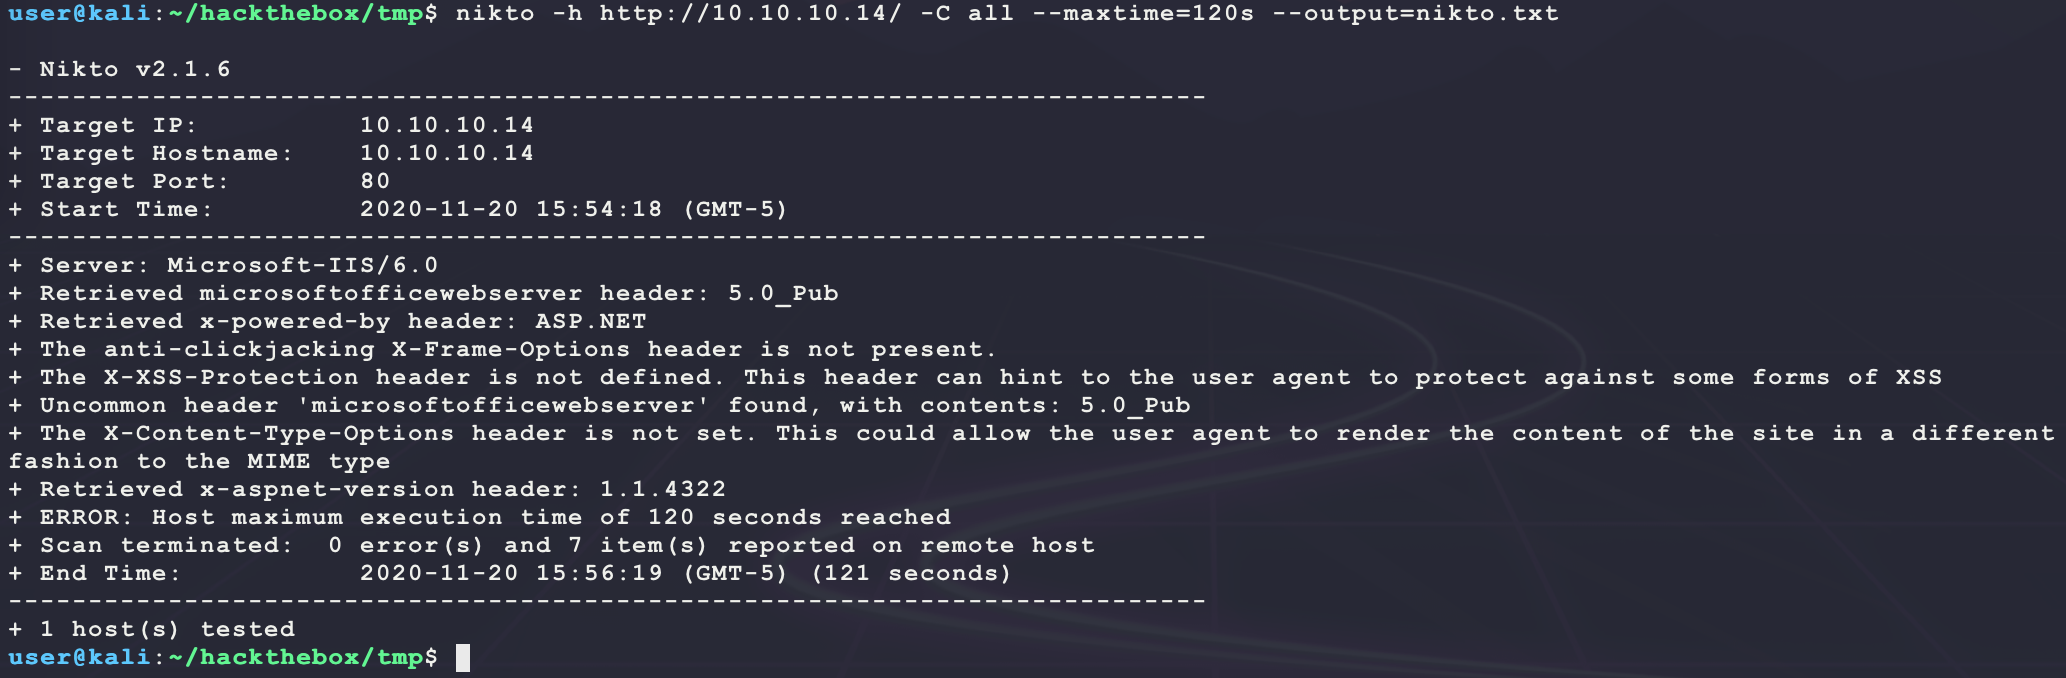 user@kali:~/hackthebox/tmp$ nikto -h http://10.10.10.14/ -C all --maxtime=120s --output=nikto.txt
- Nikto v2.1.6
---------------------------------------------------------------------------
+ Target IP:          10.10.10.14
+ Target Hostname:    10.10.10.14
+ Target Port:        80
+ Start Time:         2020-11-20 15:54:18 (GMT-5)
---------------------------------------------------------------------------
+ Server: Microsoft-IIS/6.0
+ Retrieved microsoftofficewebserver header: 5.0_Pub
+ Retrieved x-powered-by header: ASP.NET
+ The anti-clickjacking X-Frame-Options header is not present.
+ The X-XSS-Protection header is not defined. This header can hint to the user agent to protect against some forms of XSS
+ Uncommon header 'microsoftofficewebserver' found, with contents: 5.0_Pub
+ The X-Content-Type-Options header is not set. This could allow the user agent to render the content of the site in a different
fashion to the MIME type
+ Retrieved x-aspnet-version header: 1.1.4322
+ ERROR: Host maximum execution time of 120 seconds reached
+ Scan terminated:  0 error(s) and 7 item(s) reported on remote host
+ End Time:           2020-11-20 15:56:19 (GMT-5) (121 seconds)
---------------------------------------------------------------------------
+ 1 host(s) tested
user@kali:~/hackthebox/tmp$